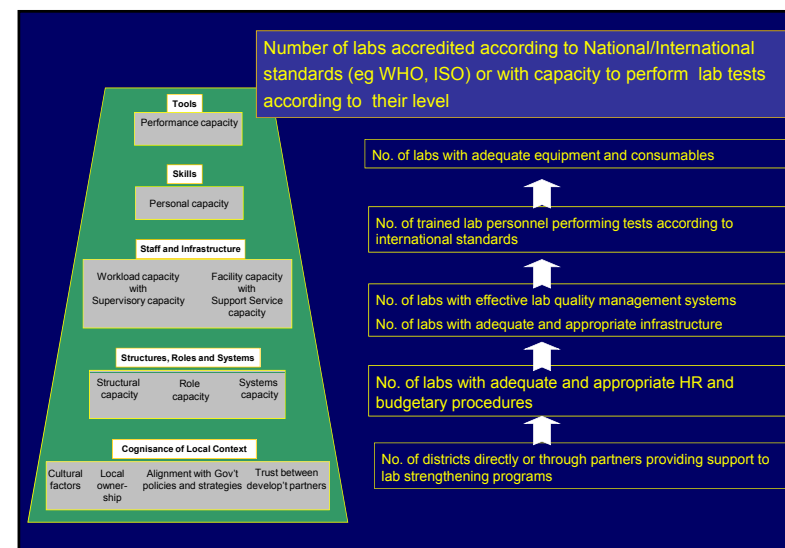 Number of labs accredited according to National/International
standards (eg WHO, ISO) or with capacity to perform lab tests
according to their level
Tools
Performance capacity
Skills
Personal capacity
Staff and Infrastructure
Workload capacity
with
Supervisory capacity
Facility capacity
with
Support Service
capacity
Structures, Roles and Systems
Structural
capacity
Role
capacity
Systems
capacity
Cognisance of Local Context
Cultural
factors
Local
owner-
ship
Alignment with Gov't
policies and strategies
Trust between
develop't partners
No. of labs with adequate equipment and consumables
No. of trained lab personnel performing tests according to
international standards
No. of labs with effective lab quality management systems
No. of labs with adequate and appropriate infrastructure
No. of labs with adequate and appropriate HR and
budgetary procedures
No. of districts directly or through partners providing support to
lab strengthening programs